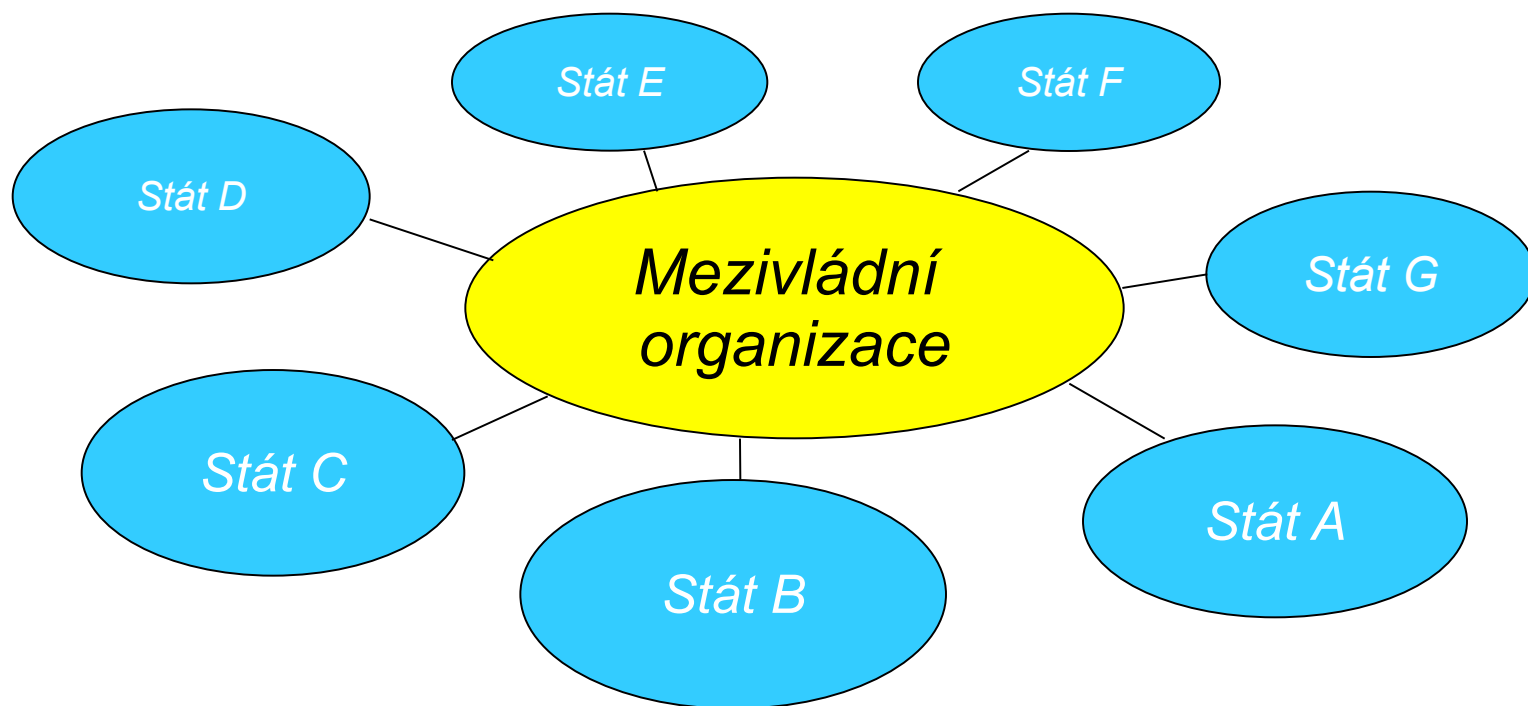 Stát E
Stát F
Stát D
Mezivládní
organizace
Stát G
Stát C
Stát A
Stát B